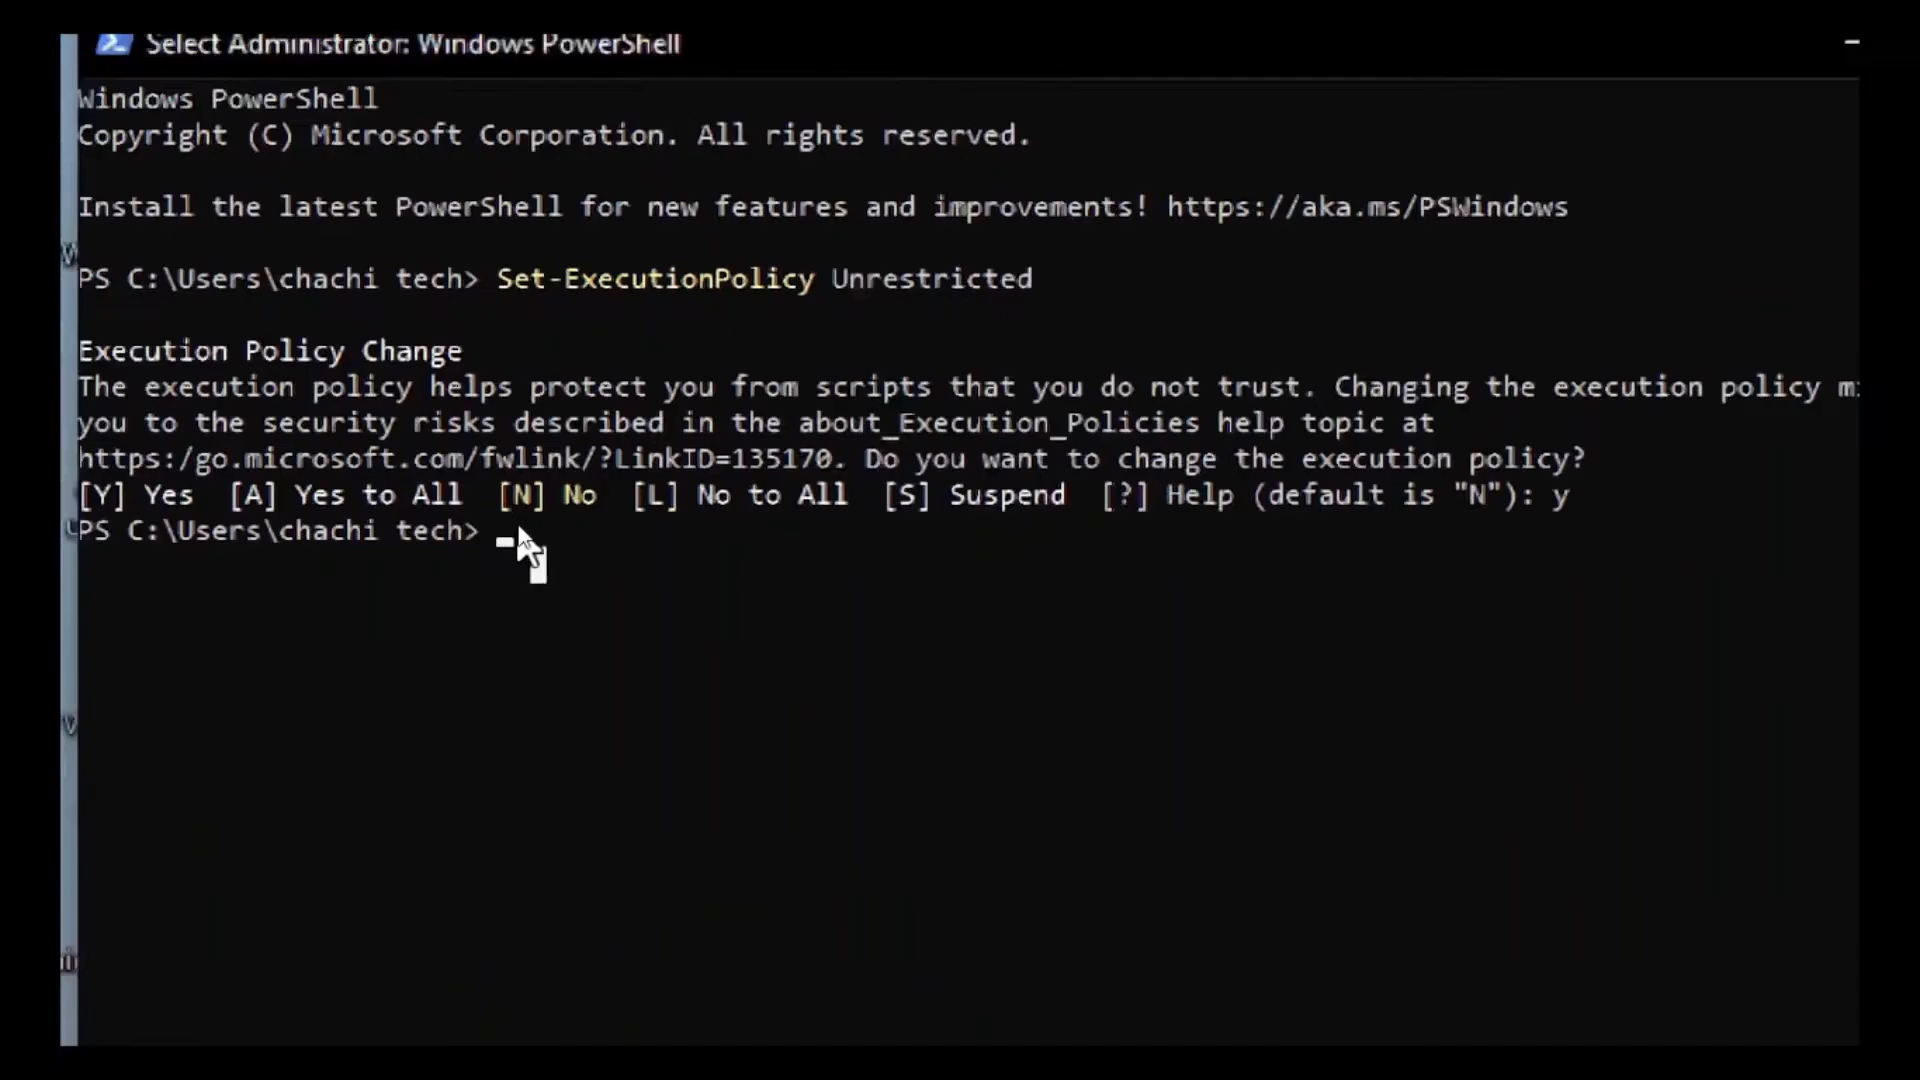 Select Administrator: Windows PowerShell
Windows PowerShell
Copyright (C) Microsoft Corporation. All rights reserved.
Install the latest PowerShell for new features and improvements! https://aka.ms/PSWindows
PS C:\Users\chachi tech> Set-ExecutionPolicy Unrestricted
Execution Policy Change
The execution policy helps protect you from scripts that you do not trust. Changing the execution policy
you to the security risks described in the about_Execution_Policies help topic at
https:/go.microsoft.com/fwlink/?LinkID=135170. Do you want to change the execution policy?
[Y] Yes  [A] Yes to All  [N] No  [L] No to All  [S] Suspend  [?] Help (default is "N"): y
PS C:\Users\chachi tech>